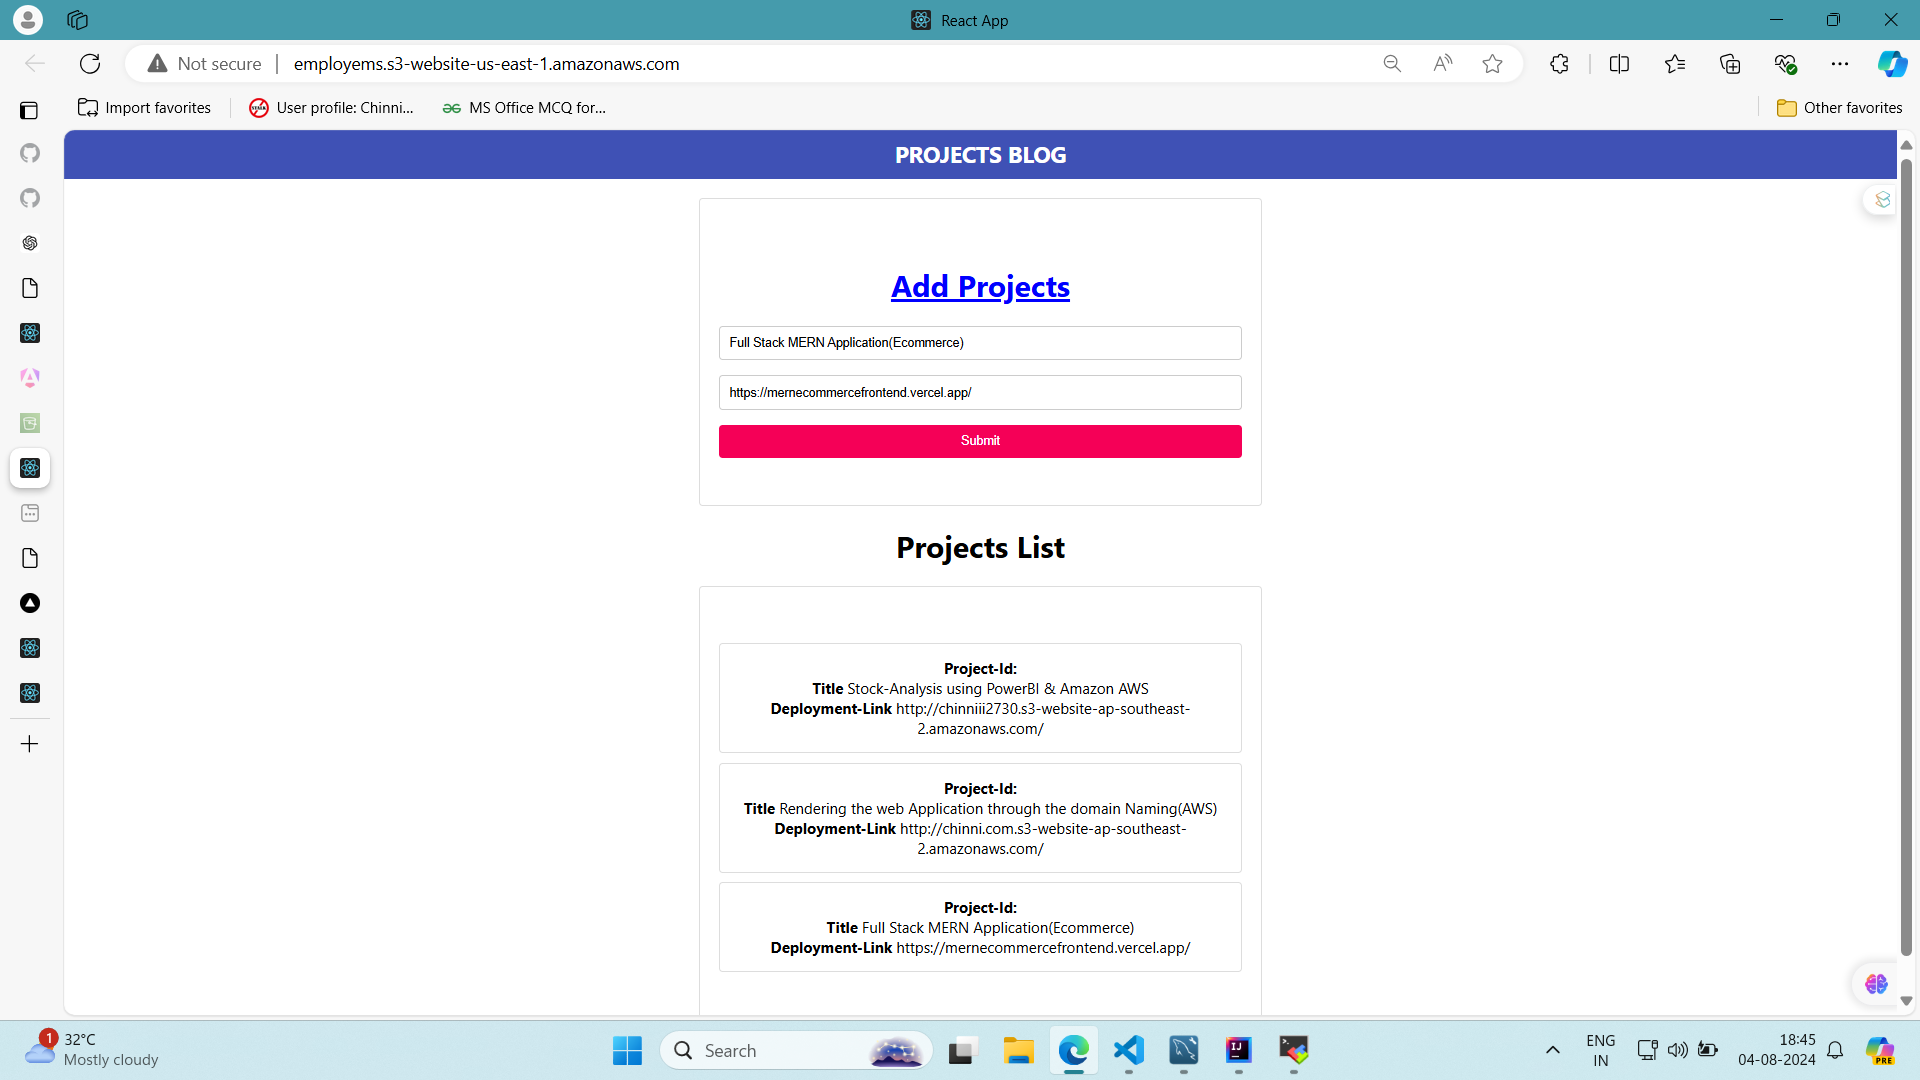 React App
Not secure
employems.s3-website-us-east-1.amazonaws.com
Import favorites
User profile: Chinni...
MS Office MCQ for...
Other favorites
PROJECTS BLOG
Add Projects
Full Stack MERN Application(Ecommerce)
https://mernecommercefrontend.vercel.app/
Submit
Projects List
Project-Id:
Title Stock-Analysis using PowerBI & Amazon AWS
Deployment-Link http://chinniii2730.s3-website-ap-southeast-
2.amazonaws.com/
Project-Id:
Title Rendering the web Application through the domain Naming(AWS)
Deployment-Link http://chinni.com.s3-website-ap-southeast-
2.amazonaws.com/
Project-Id:
Title Full Stack MERN Application(Ecommerce)
Deployment-Link https://mernecommercefrontend.vercel.app/
1
32°C
Mostly cloudy
Search
IJ
ENG
IN
18:45
04-08-2024
PRE